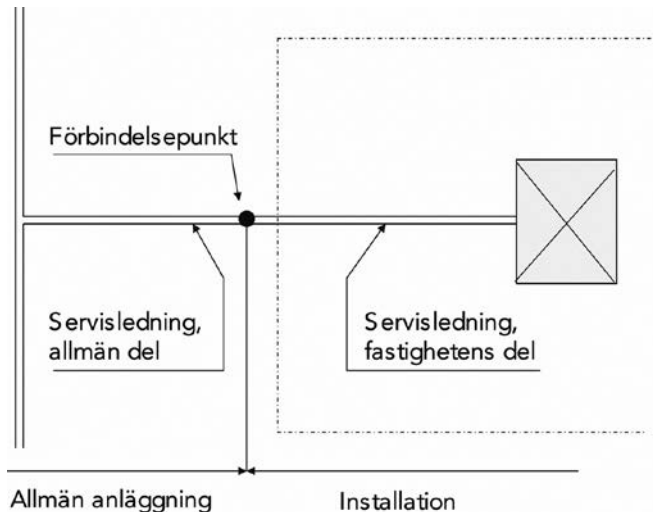 Förbindelsepunkt
Servisledning,
allmän del
Servisledning,
fastighetens del
Allmän anläggning
Installation